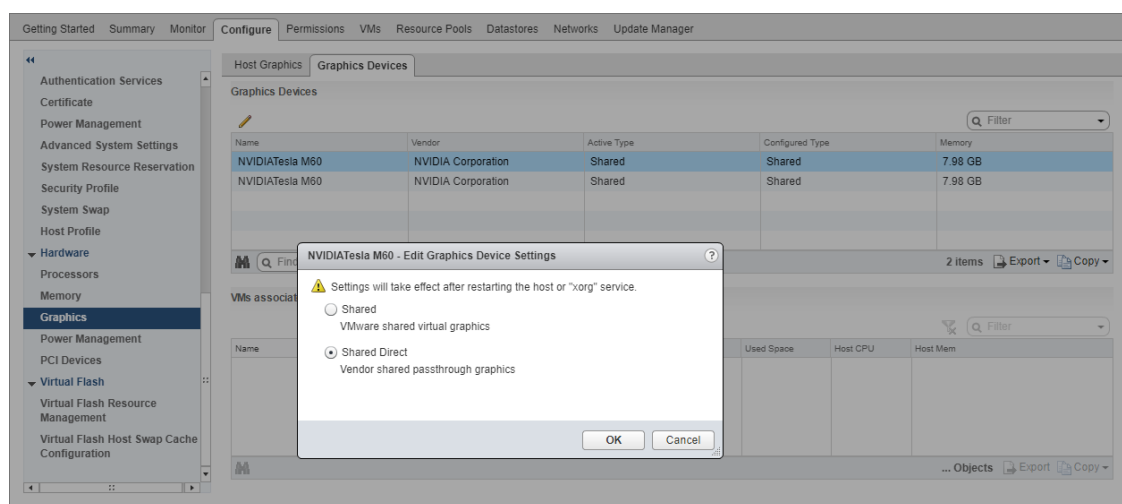 Getting Started Summary Monitor Configure Permissions VMs Resource Pools Datastores Networks Update Manager
Authentication Services
Certificate
Power Management
Advanced System Settings
System Resource Reservation
Security Profile
System Swap
Host Profile
Hardware
Processors
Memory
Graphics
Power Management
PCI Devices
Virtual Flash
Virtual Flash Resource
Management
Virtual Flash Host Swap Cache
Configuration
Host Graphics Graphics Devices
Graphics Devices
Filter
Name Vendor Active Type Configured Type Memory
NVIDIATesla M60 NVIDIA Corporation Shared Shared 7.98 GB
NVIDIATesla M60 NVIDIA Corporation Shared Shared 7.98 GB
Find
2 items Export Copy
VMs associat
Filter
Name Used Space Host CPU Host Mem
... Objects Export Copy
NVIDIATesla M60 - Edit Graphics Device Settings ?
Settings will take effect after restarting the host or "xorg" service.
Shared
VMware shared virtual graphics
Shared Direct
Vendor shared passthrough graphics
OK Cancel